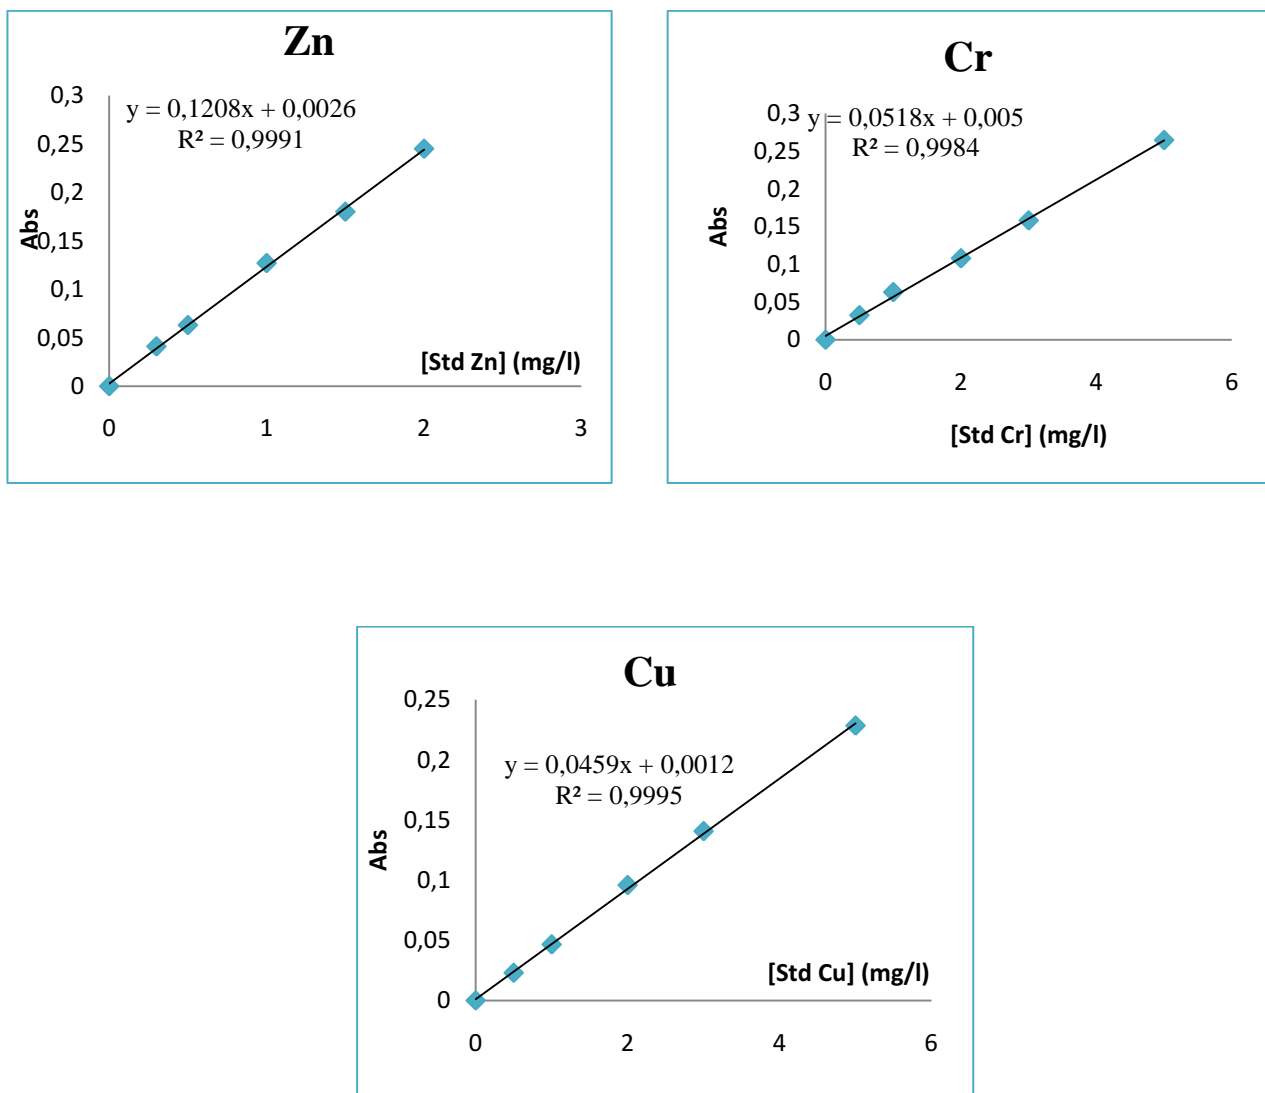 Zn
y = 0,1208x + 0,0026
R² = 0,9991
0,3
0,25
0,2
0,15
0,1
0,05
0
Abs
[Std Zn] (mg/l)
0 1 2 3
Cr
y = 0,0518x + 0,005
R² = 0,9984
0,3
0,25
0,2
0,15
0,1
0,05
0
Abs
0 2 4 6
[Std Cr] (mg/l)
Cu
y = 0,0459x + 0,0012
R² = 0,9995
0,25
0,2
0,15
0,1
0,05
0
Abs
[Std Cu] (mg/l)
0 2 4 6